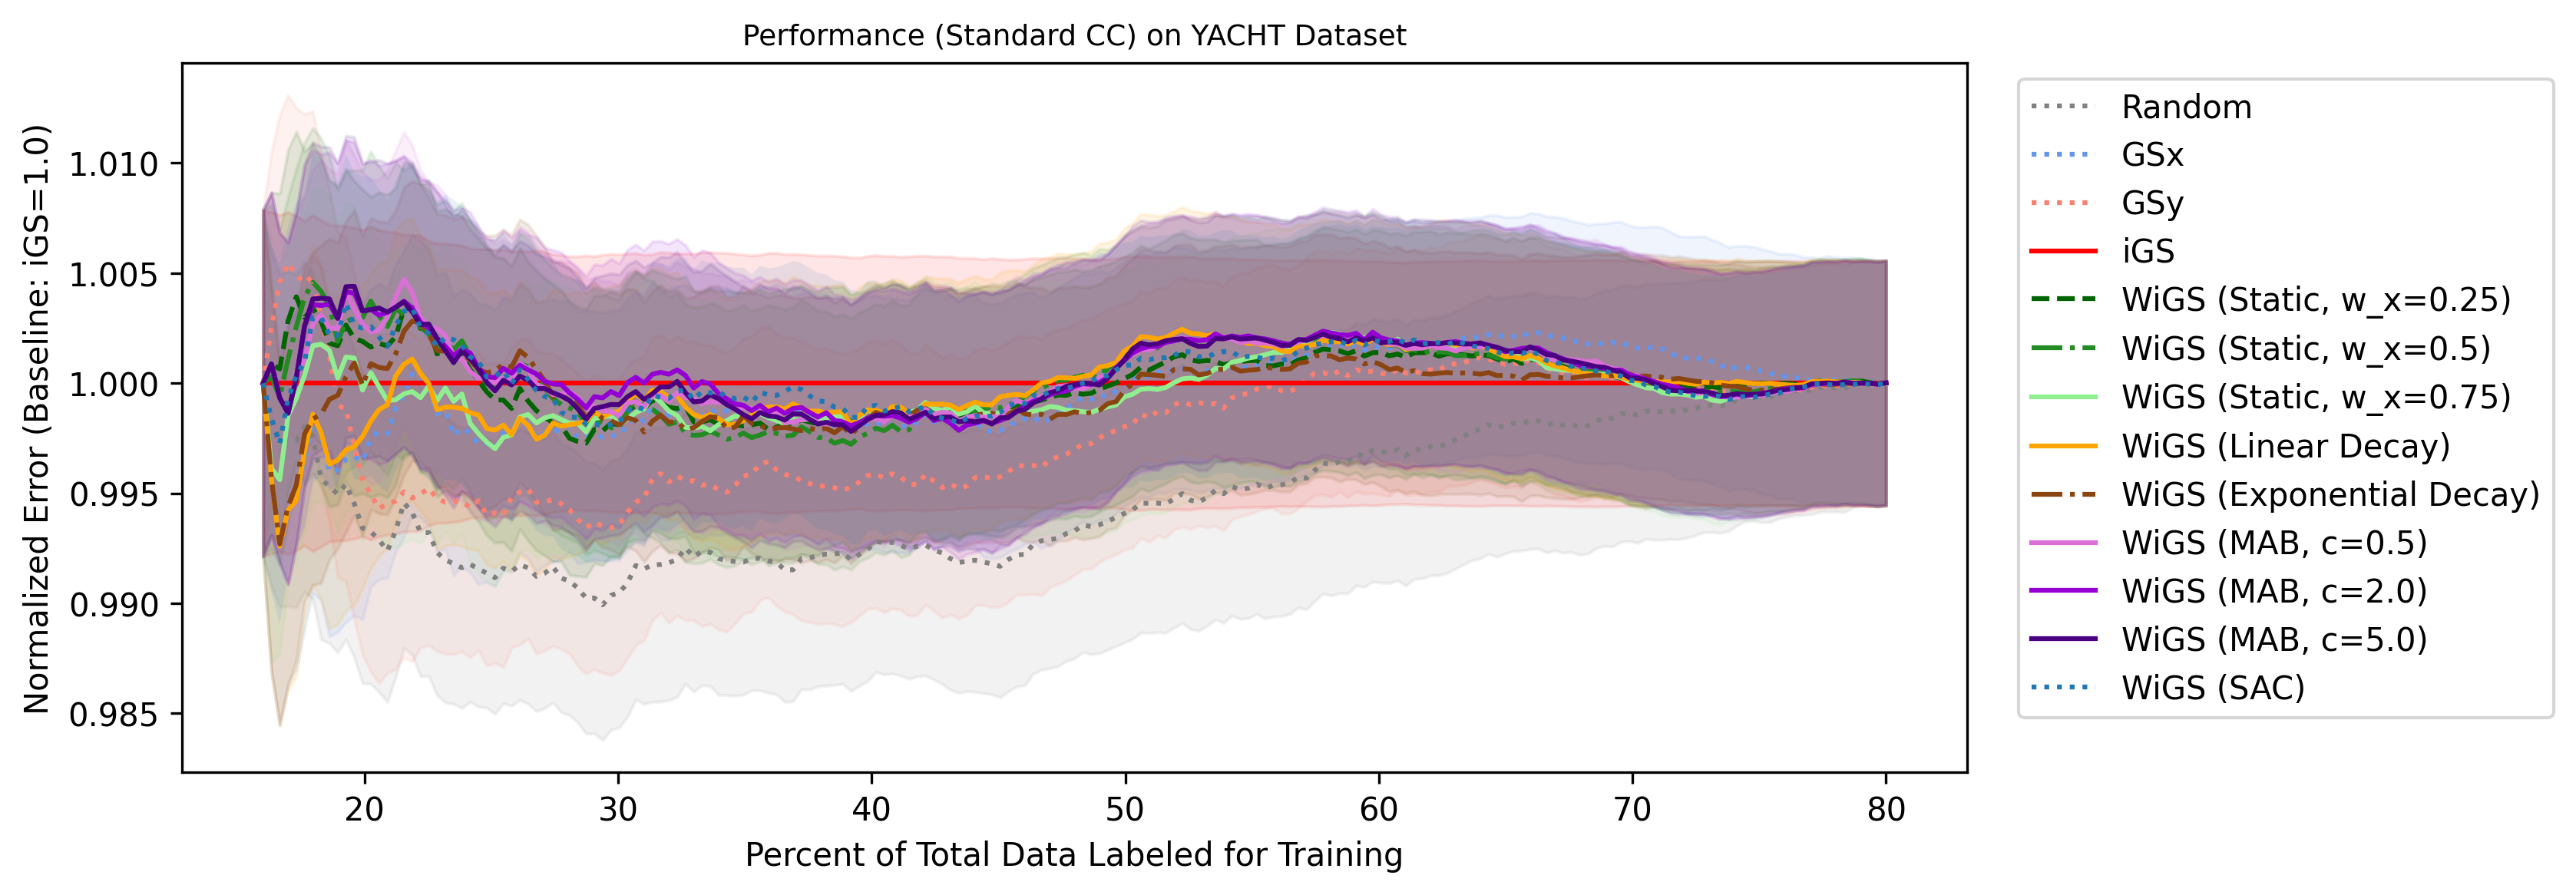 Performance (Standard CC) on YACHT Dataset
Normalized Error (Baseline: iGS=1.0)
1.010
1.005
1.000
0.995
0.990
0.985
20 30 40 50 60 70 80
Percent of Total Data Labeled for Training
Random
GSx
GSy
iGS
WiGS (Static, w_x=0.25)
WiGS (Static, w_x=0.5)
WiGS (Static, w_x=0.75)
WiGS (Linear Decay)
WiGS (Exponential Decay)
WiGS (MAB, c=0.5)
WiGS (MAB, c=2.0)
WiGS (MAB, c=5.0)
WiGS (SAC)